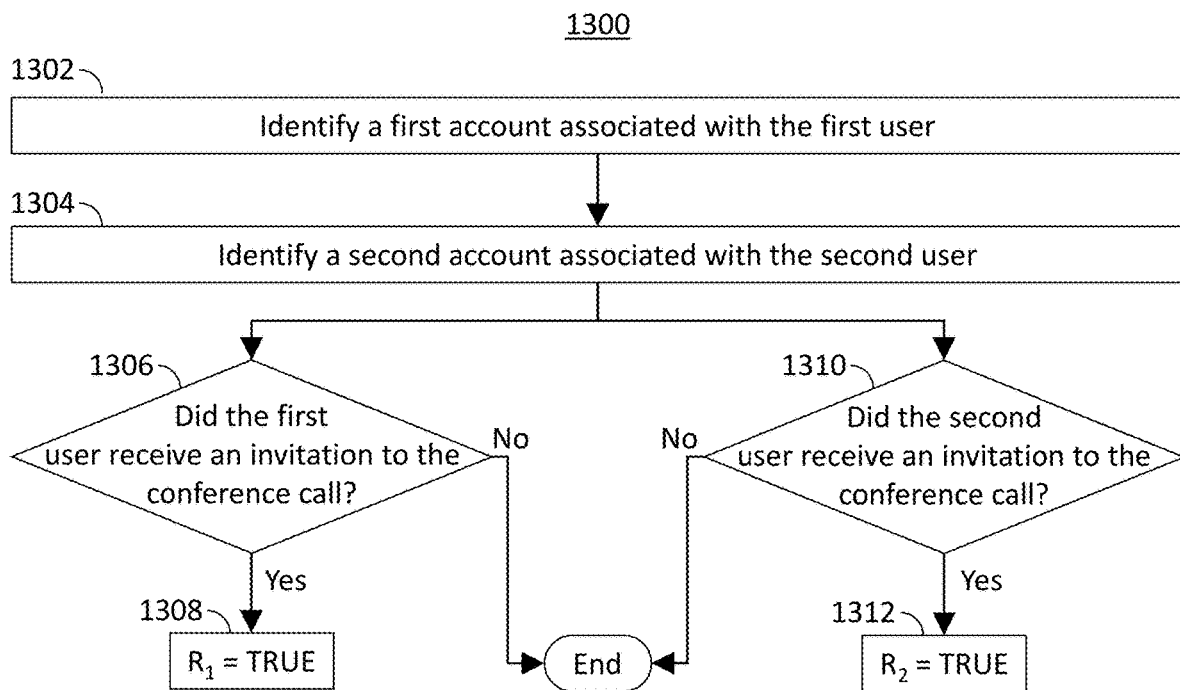 1300
1302
Identify a first account associated with the first user
1304
Identify a second account associated with the second user
1306
Did the first
user receive an invitation to the
conference call?
No
Yes
1308
R₁ = TRUE
1310
Did the second
user receive an invitation to the
conference call?
No
Yes
1312
R₂ = TRUE
End